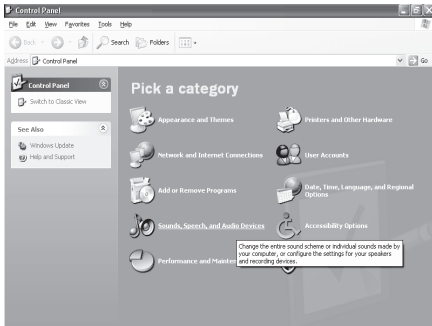 Control Panel
File Edit View Favorites Tools Help
Back Search Folders
Address Control Panel Go
Control Panel
Switch to Classic View
See Also
Windows Update
Help and Support
Pick a category
Appearance and Themes
Printers and Other Hardware
Network and Internet Connections
User Accounts
Add or Remove Programs
Date, Time, Language, and Regional
Options
Sounds, Speech, and Audio Devices
Accessibility Options
Performance and Mainten
Change the entire sound scheme or individual sounds made by
your computer, or configure the settings for your speakers
and recording devices.